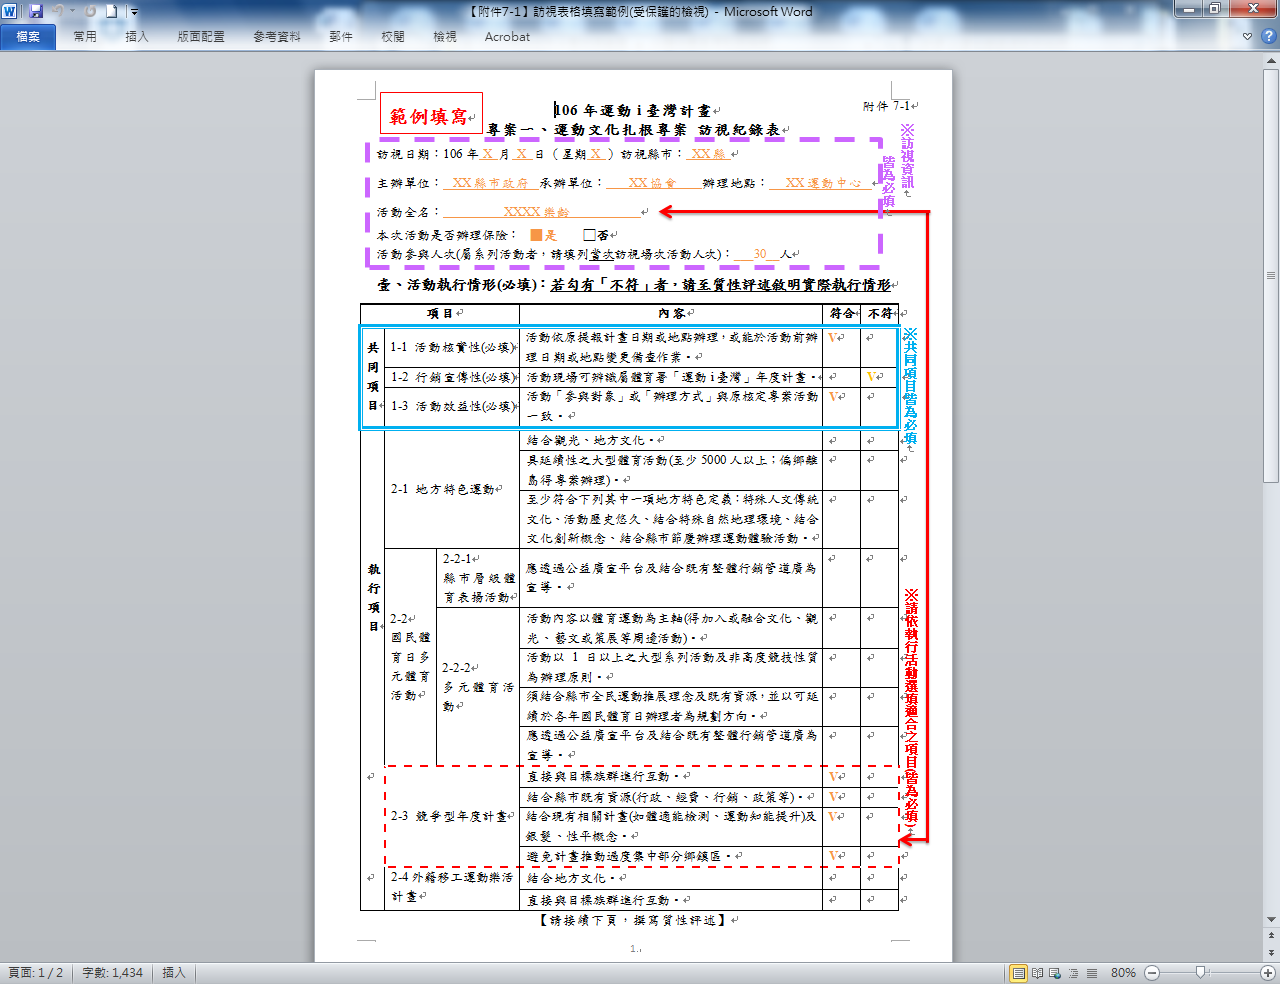 【附件7-1】訪視表格填寫範例(受保護的檢視) - Microsoft Word
檔案 常用 插入 版面配置 參考資料 郵件 校閱 檢視 Acrobat
附件 7-1
範例填寫
106 年運動 i 臺灣計畫
專案一、運動文化扎根專案 訪視紀錄表
※訪視資訊皆為必填
訪視日期：106 年 X 月 X 日（星期 X ）訪視縣市： XX 縣
主辦單位： XX 縣市政府 承辦單位： XX 協會 辦理地點： XX 運動中心
活動全名： XXXX 樂齡
本次活動是否辦理保險： ■是 □否
活動參與人次(屬系列活動者，請填列當次訪視場次活動人次)： 30 人
壹、活動執行情形(必填)：若勾有「不符」者，請至質性評述敘明實際執行情形
項目 內容 符合 不符
共同項目
1-1 活動核實性(必填)
活動依原提報計畫日期或地點辦理，或能於活動前辦
理日期或地點變更備查作業。
V
1-2 行銷宣傳性(必填) 活動現場可辨識屬體育署「運動 i 臺灣」年度計畫。 V
1-3 活動效益性(必填)
活動「參與對象」或「辦理方式」與原核定專案活動
一致。
V
※共同項目皆為必填
執行項目
2-1 地方特色運動
結合觀光、地方文化。
具延續性之大型體育活動(至少 5000 人以上；偏鄉離
島得專案辦理)。
至少符合下列其中一項地方特色定義：特殊人文傳統
文化、活動歷史悠久、結合特殊自然地理環境、結合
文化創新概念、結合縣市節慶辦理運動體驗活動。
2-2
國民體
育日多
元體育
活動
2-2-1
縣市層級體
育表揚活動
應透過公益廣宣平台及結合既有整體行銷管道廣為
宣導。
2-2-2
多元體育活
動
活動內容以體育運動為主軸(得加入或融合文化、觀
光、藝文或策展等周邊活動)。
活動以 1 日以上之大型系列活動及非高度競技性質
為辦理原則。
須結合縣市全民運動推展理念及既有資源，並以可延
續於各年國民體育日辦理者為規劃方向。
應透過公益廣宣平台及結合既有整體行銷管道廣為
宣導。
※請依執行活動選填適合之項目(皆為必填)
2-3 競爭型年度計畫
直接與目標族群進行互動。 V
結合縣市既有資源(行政、經費、行銷、政策等)。 V
結合現有相關計畫(如體適能檢測、運動知能提升)及
銀髮、性平概念。
V
避免計畫推動過度集中部分鄉鎮區。 V
2-4 外籍移工運動樂活
計畫
結合地方文化。
直接與目標族群進行互動。
【請接續下頁，撰寫質性評述】
1
頁面: 1 / 2 字數: 1,434 插入 80%